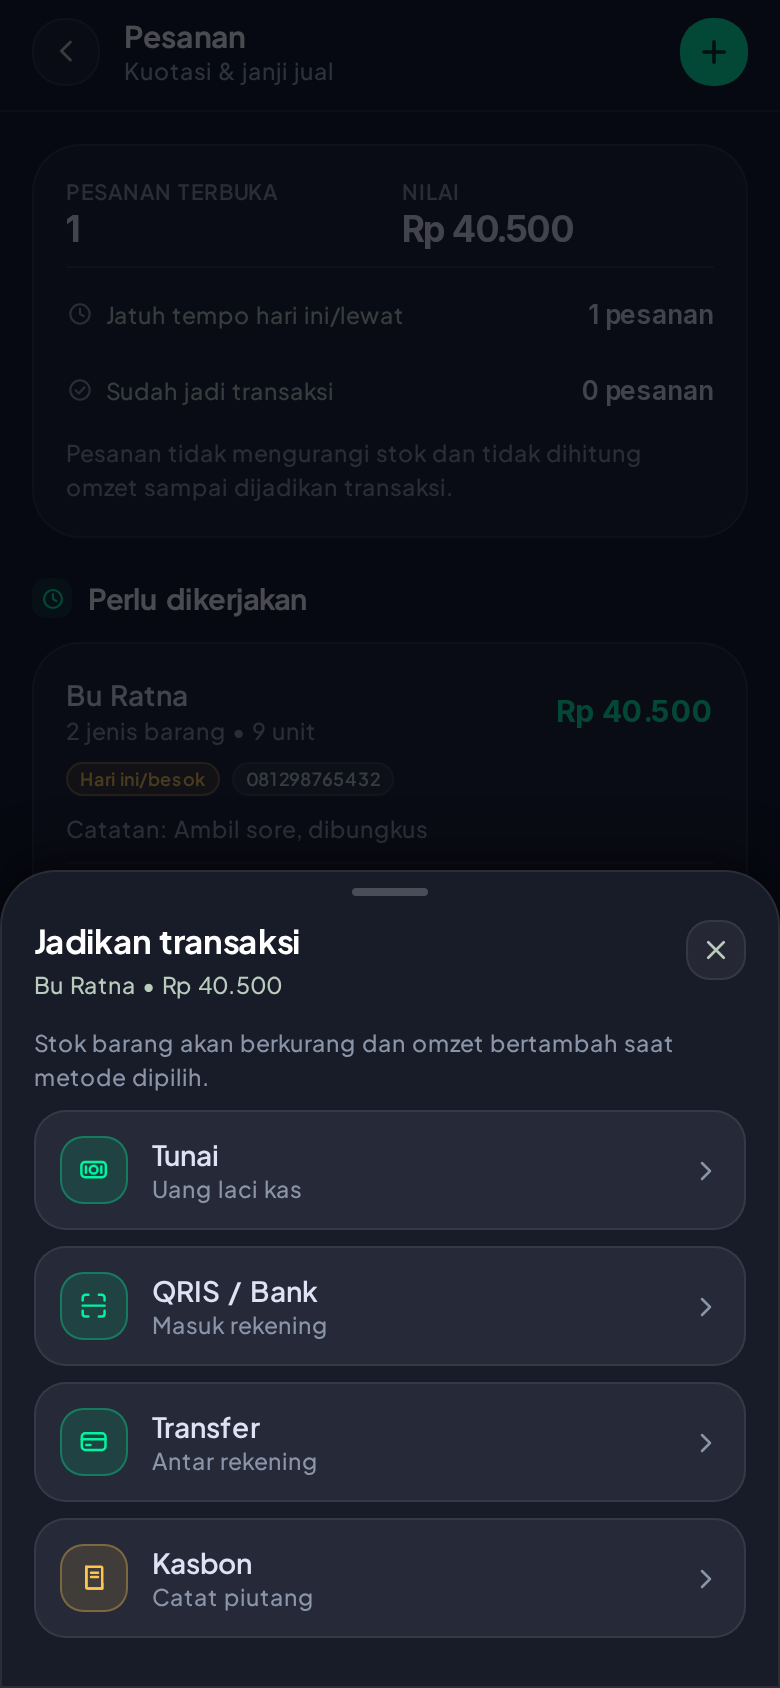 Pesanan
Kuotasi & janji jual
PESANAN TERBUKA
NILAI
1
Rp 40.500
Jatuh tempo hari ini/lewat
1 pesanan
Sudah jadi transaksi
0 pesanan
Pesanan tidak mengurangi stok dan tidak dihitung
omzet sampai dijadikan transaksi.
Perlu dikerjakan
Bu Ratna
Rp 40.500
2 jenis barang • 9 unit
Hari ini/besok
081298765432
Catatan: Ambil sore, dibungkus
Jadikan transaksi
Bu Ratna • Rp 40.500
Stok barang akan berkurang dan omzet bertambah saat
metode dipilih.
Tunai
Uang laci kas
QRIS / Bank
Masuk rekening
Transfer
Antar rekening
Kasbon
Catat piutang